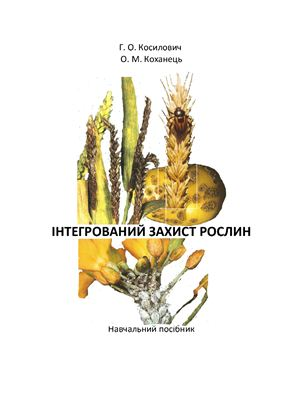 Г. О. Косилович
О. М. Коханець
ІНТЕГРОВАНИЙ ЗАХИСТ РОСЛИН
Навчальний посібник